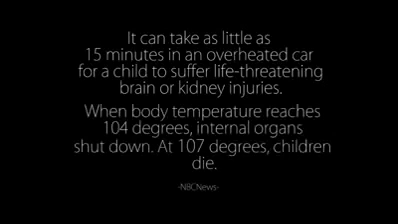 It can take as little as
15 minutes in an overheated car
for a child to suffer life-threatening
brain or kidney injuries.
When body temperature reaches
104 degrees, internal organs
shut down. At 107 degrees, children
die.
-NBCNews-